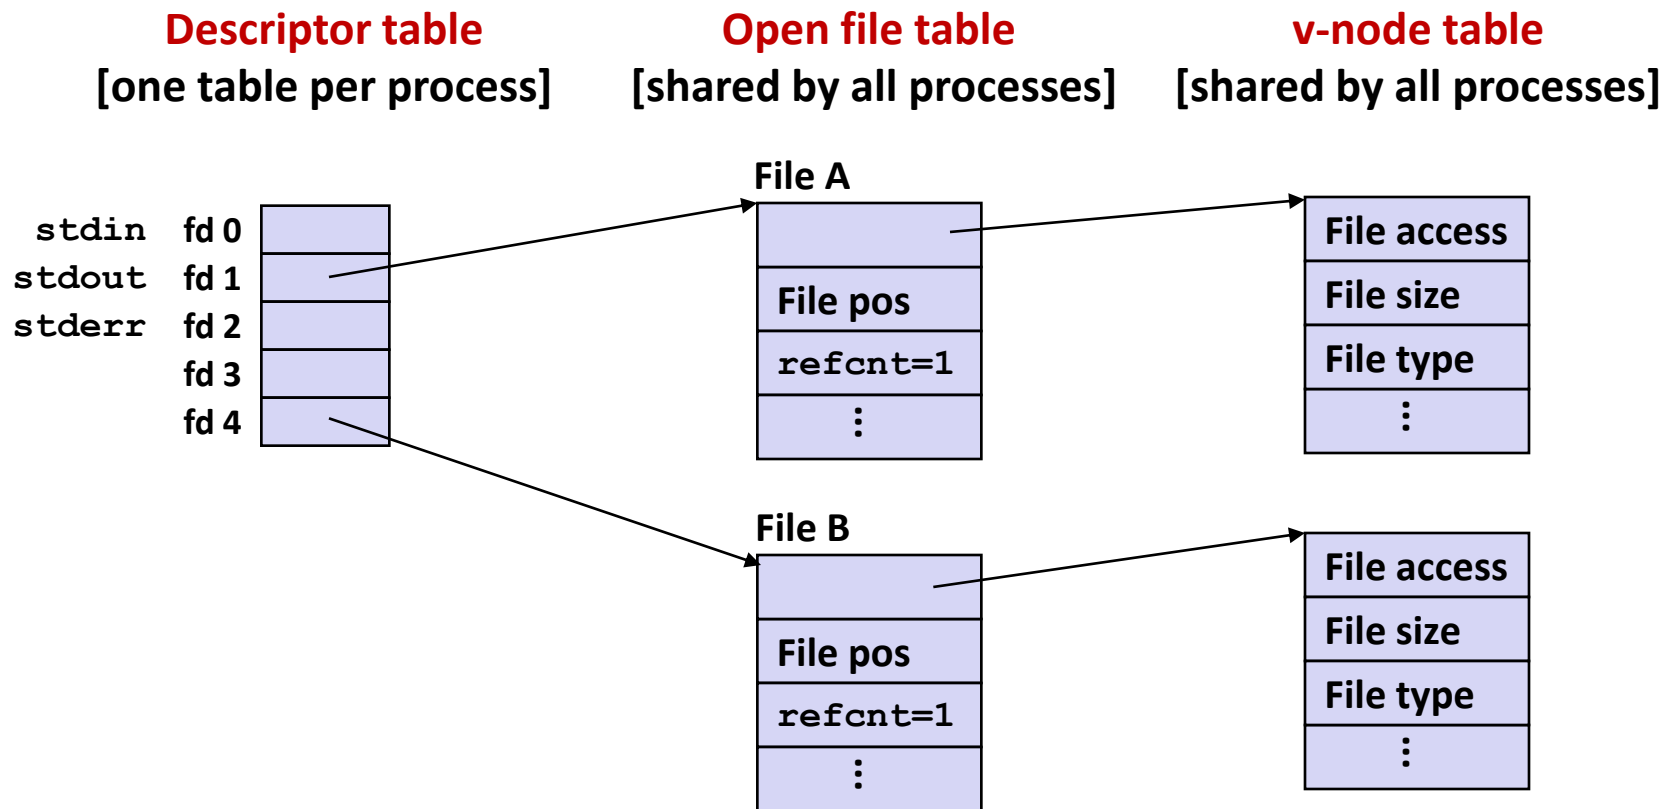 Descriptor table
[one table per process]
Open file table
[shared by all processes]
v-node table
[shared by all processes]
stdin fd 0
stdout fd 1
stderr fd 2
fd 3
fd 4
File A
File pos
refcnt=1
⋮
File access
File size
File type
⋮
File B
File pos
refcnt=1
⋮
File access
File size
File type
⋮